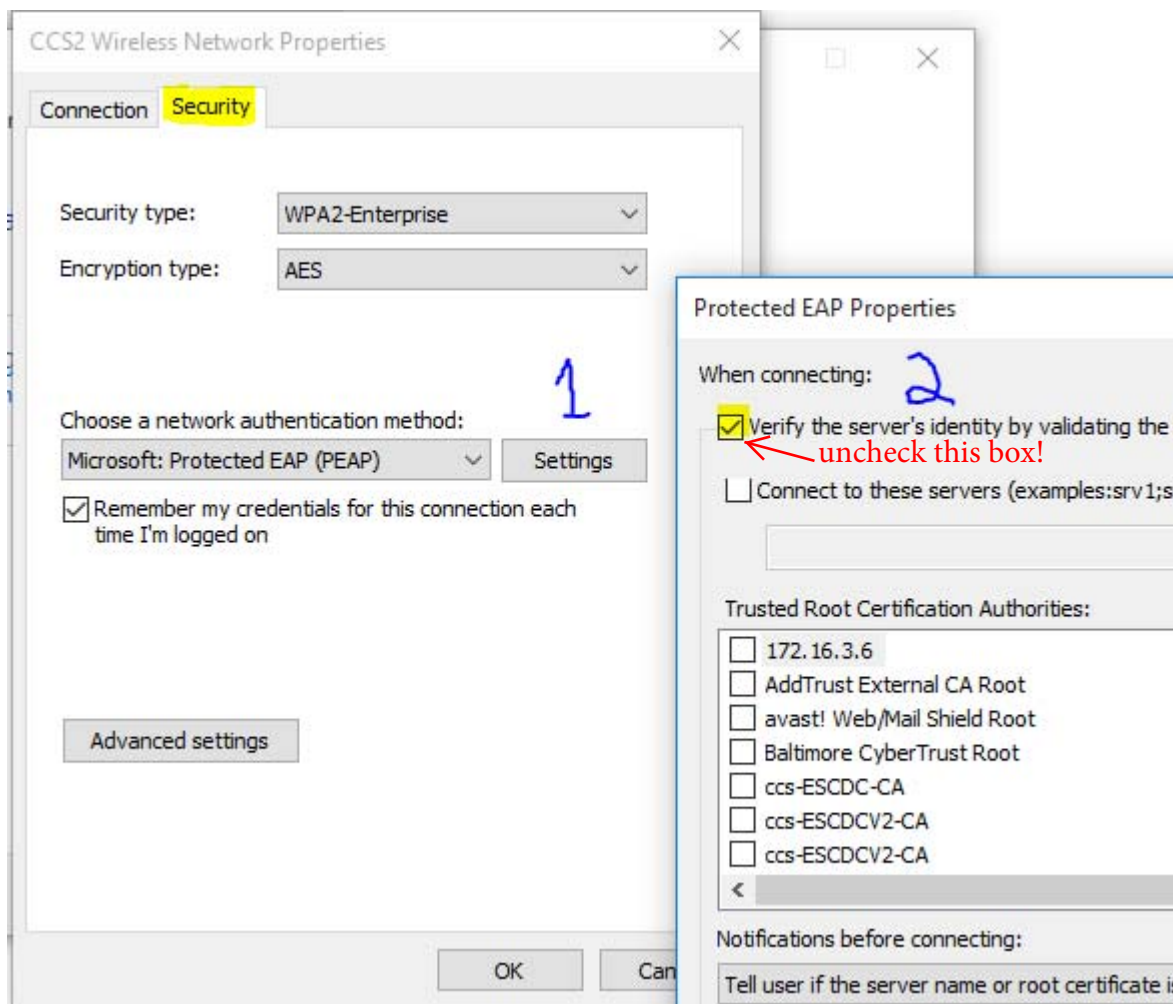 CCS2 Wireless Network Properties
Connection Security
Security type: WPA2-Enterprise
Encryption type: AES
1
Choose a network authentication method:
Microsoft: Protected EAP (PEAP) Settings
Remember my credentials for this connection each
time I'm logged on
Advanced settings
OK Can
Protected EAP Properties
When connecting: 2
Verify the server's identity by validating the
uncheck this box!
Connect to these servers (examples:srv1;s
Trusted Root Certification Authorities:
172.16.3.6
AddTrust External CA Root
avast! Web/Mail Shield Root
Baltimore CyberTrust Root
ccs-ESCDC-CA
ccs-ESCDCV2-CA
ccs-ESCDCV2-CA
Notifications before connecting:
Tell user if the server name or root certificate i